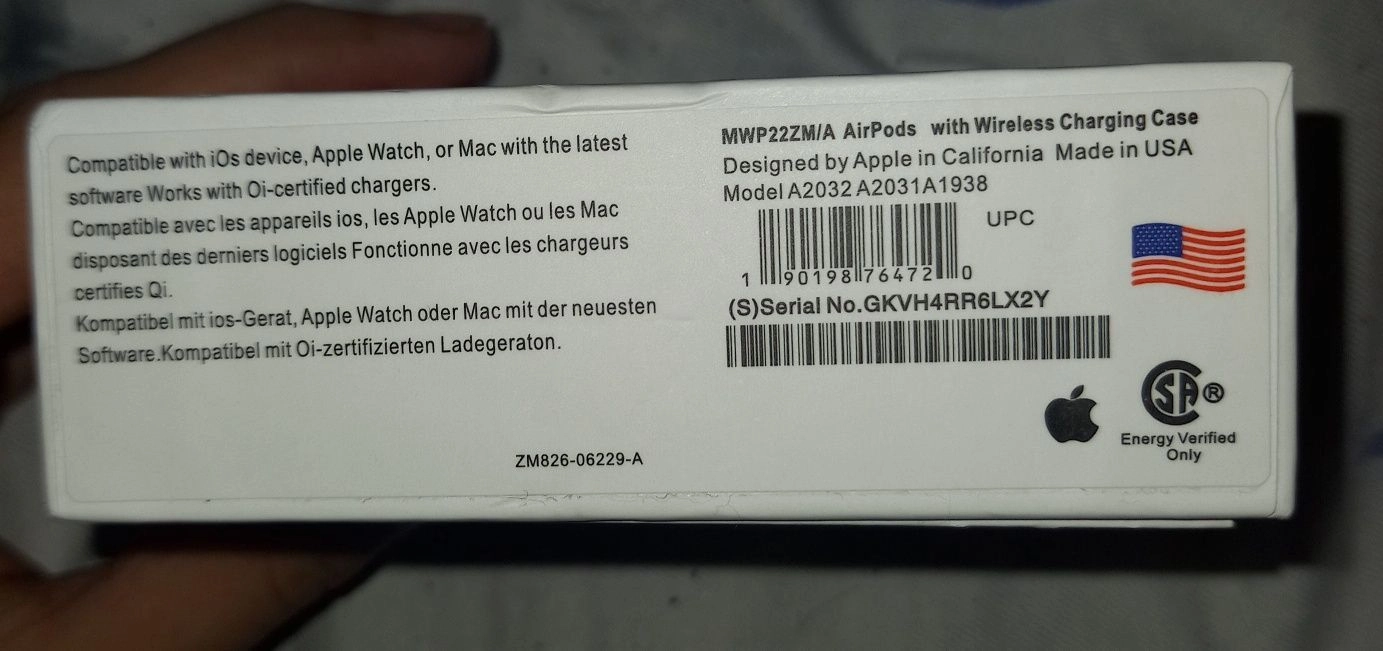 Compatible with iOs device, Apple Watch, or Mac with the latest
software Works with Oi-certified chargers.
Compatible avec les appareils ios, les Apple Watch ou les Mac
disposant des derniers logiciels Fonctionne avec les chargeurs
certifies Qi.
Kompatibel mit ios-Gerat, Apple Watch oder Mac mit der neuesten
Software.Kompatibel mit Oi-zertifizierten Ladegeraton.
ZM826-06229-A
MWP22ZM/A AirPods with Wireless Charging Case
Designed by Apple in California Made in USA
Model A2032 A2031A1938
UPC
1 90198 76472 0
(S)Serial No.GKVH4RR6LX2Y
SA®
Energy Verified
Only